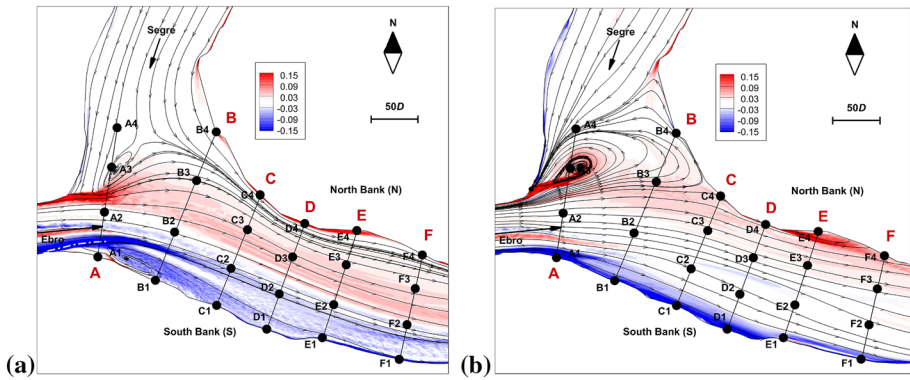 (a)
Segre
N
0.15
0.09
0.03
-0.03
-0.09
-0.15
50D
A4
B4
B
A3
B3
C4
C
North Bank (N)
A2
B2
C3
D4
D
E4
E
F4
F
Ebro
A1
A
B1
C2
D3
E3
F3
C1
D2
E2
F2
D1
E1
F1
South Bank (S)
(b)
Segre
N
0.15
0.09
0.03
-0.03
-0.09
-0.15
50D
A4
B4
B
B3
C4
C
North Bank (N)
A2
B2
C3
D4
D
E4
E
F4
F
Ebro
A1
A
B1
C2
D3
E3
F3
C1
D2
E2
F2
D1
E1
F1
South Bank (S)